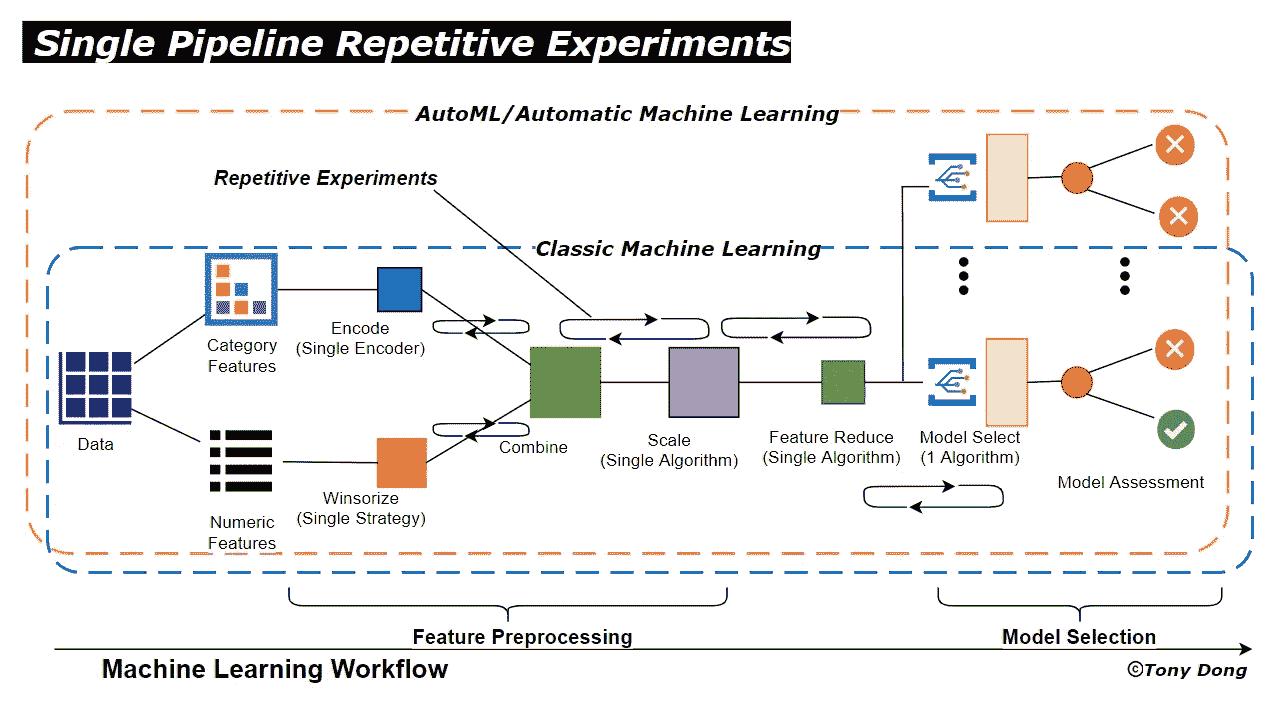 Single Pipeline Repetitive Experiments
AutoML/Automatic Machine Learning
Repetitive Experiments
Classic Machine Learning
Category
Features
Encode
(Single Encoder)
Data
Combine
Scale
(Single Algorithm)
Feature Reduce
(Single Algorithm)
Model Select
(1 Algorithm)
Model Assessment
Winsorize
(Single Strategy)
Numeric
Features
Feature Preprocessing
Model Selection
Machine Learning Workflow
©Tony Dong